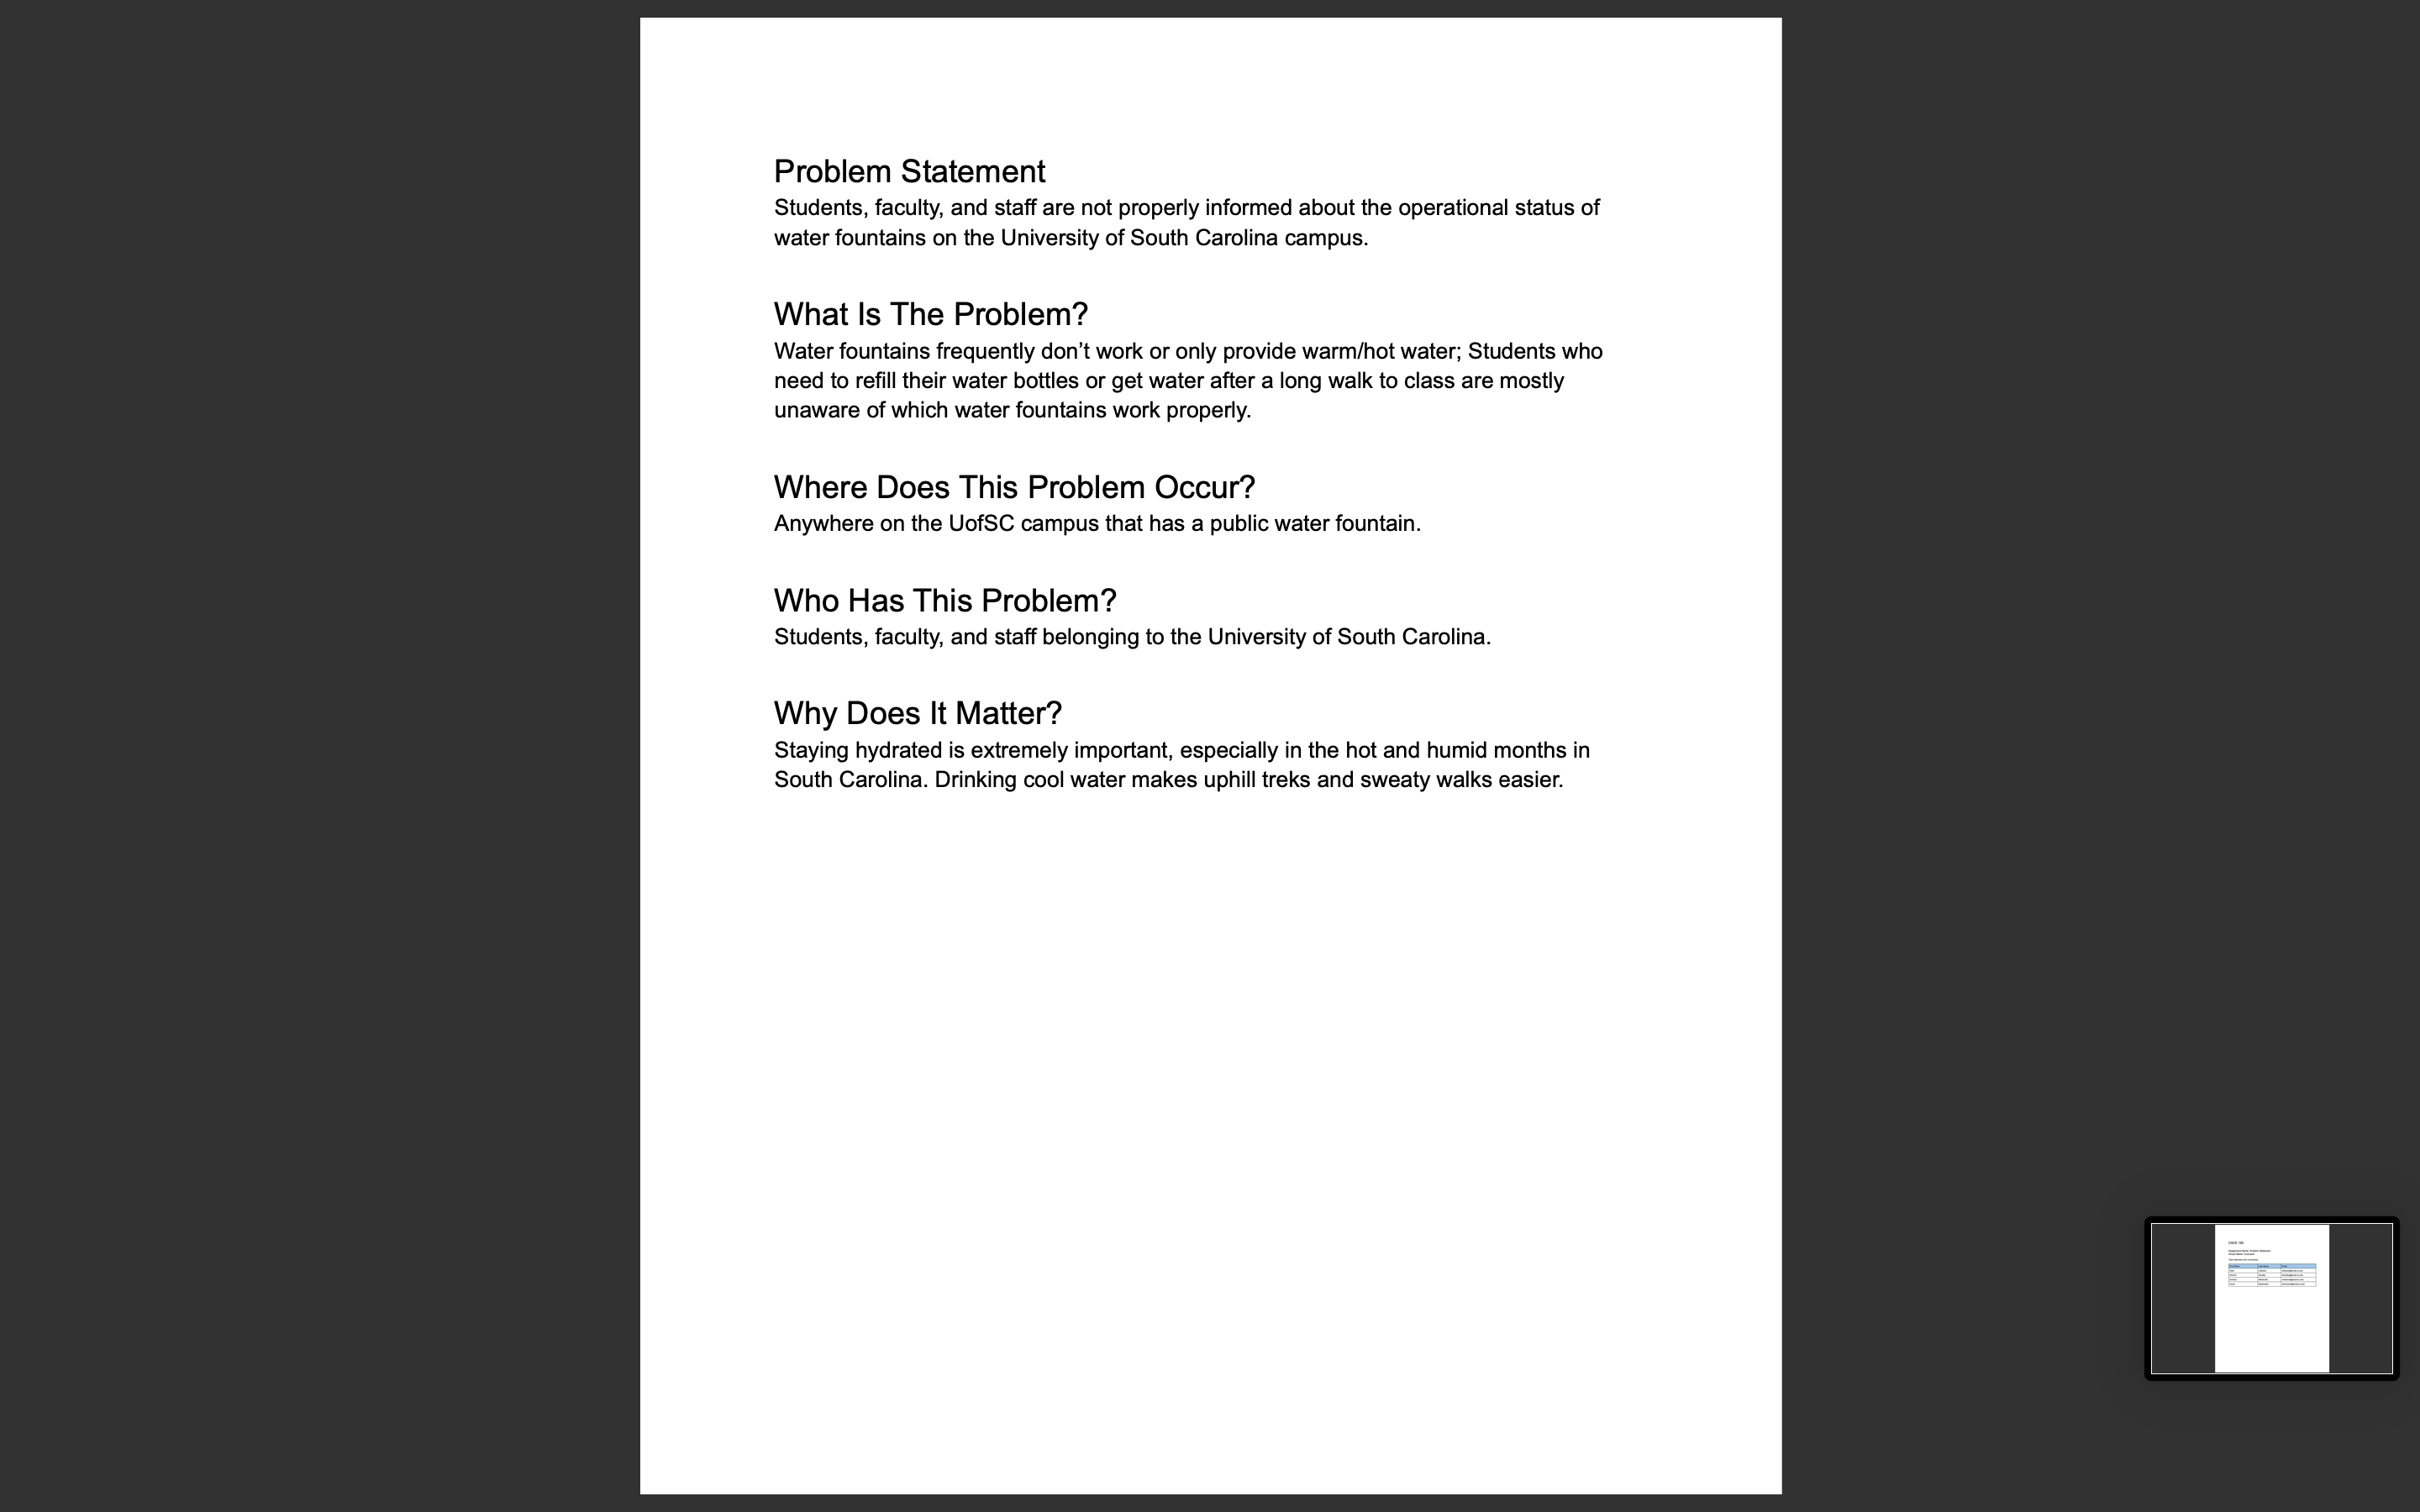 Problem Statement
Students, faculty, and staff are not properly informed about the operational status of
water fountains on the University of South Carolina campus.
What Is The Problem?
Water fountains frequently don’t work or only provide warm/hot water; Students who
need to refill their water bottles or get water after a long walk to class are mostly
unaware of which water fountains work properly.
Where Does This Problem Occur?
Anywhere on the UofSC campus that has a public water fountain.
Who Has This Problem?
Students, faculty, and staff belonging to the University of South Carolina.
Why Does It Matter?
Staying hydrated is extremely important, especially in the hot and humid months in
South Carolina. Drinking cool water makes uphill treks and sweaty walks easier.